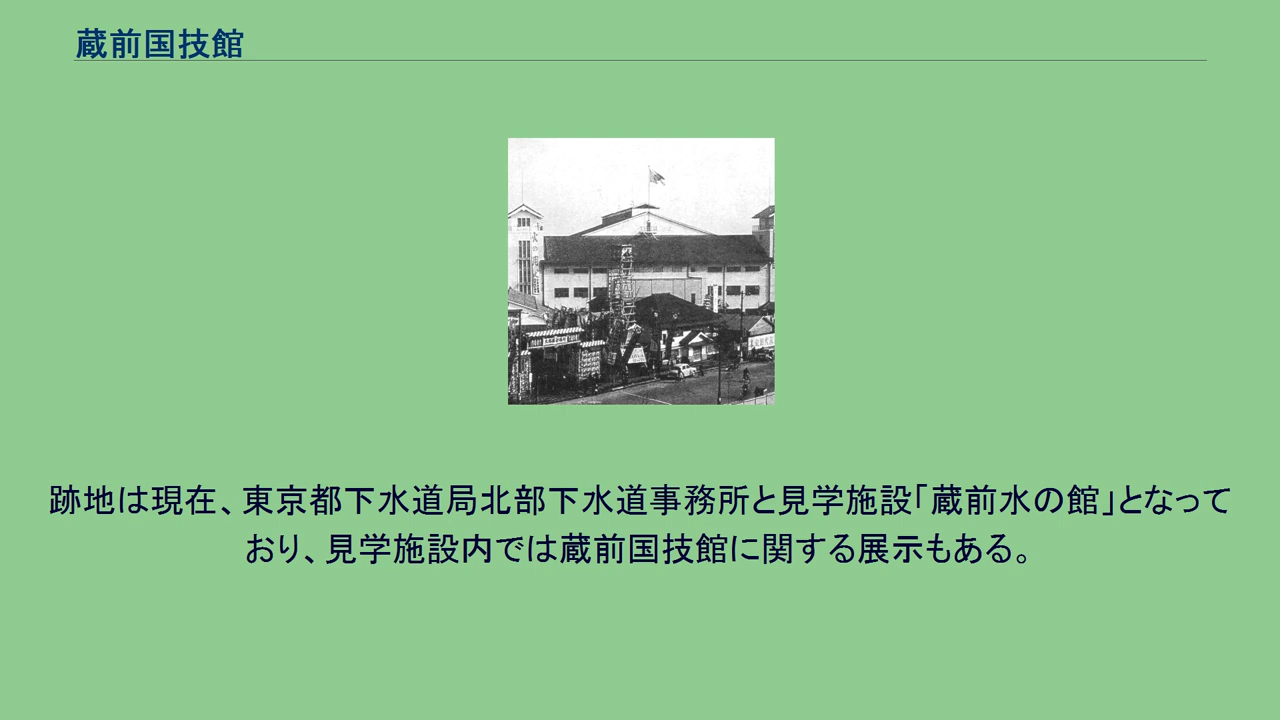 蔵前国技館
跡地は現在、東京都下水道局北部下水道事務所と見学施設「蔵前水の館」となって
おり、見学施設内では蔵前国技館に関する展示もある。